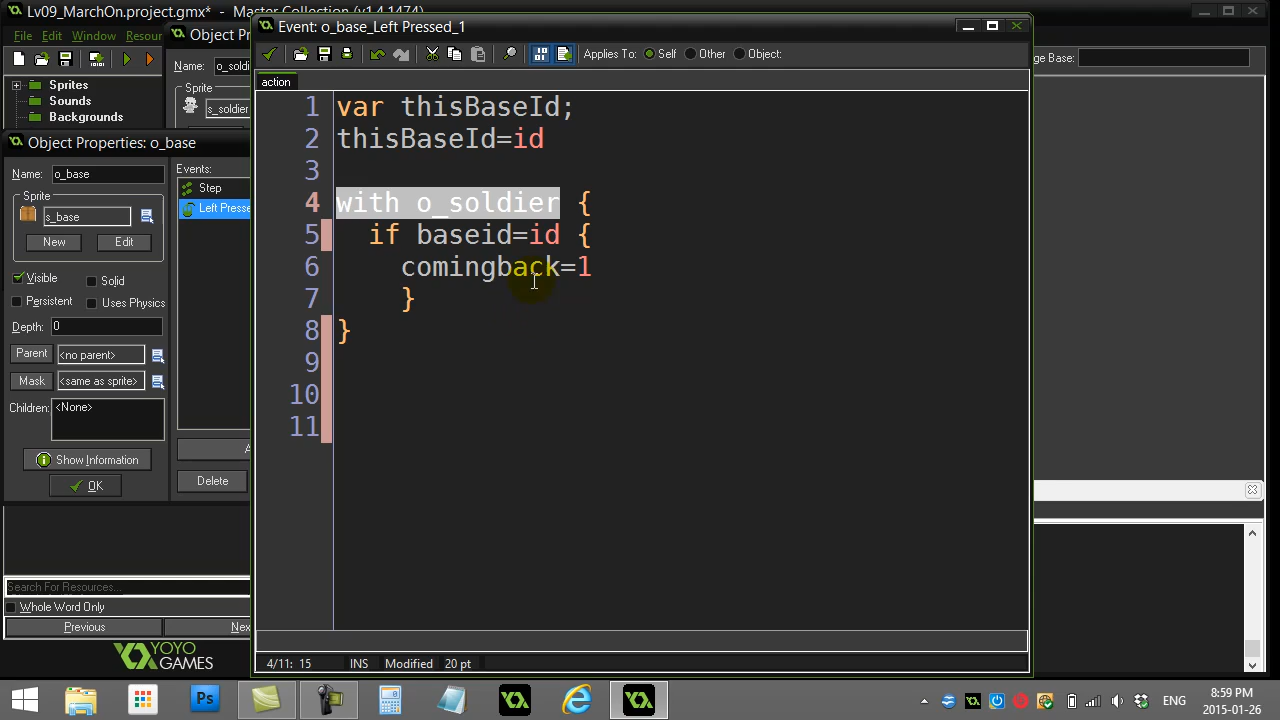 Lv09_MarchOn.project.gmx* - Master Collection (v1.4.1474)
File Edit Window Resour
Sprites
Sounds
Backgrounds
Object Pr
Name: o_soldi
Sprite
s_soldier
Object Properties: o_base
Name: o_base
Sprite
s_base
New Edit
Visible Solid
Persistent Uses Physics
Depth: 0
Parent <no parent>
Mask <same as sprite>
Children: <None>
Show Information
OK
Events:
Step
Left Presse
A
Delete
Event: o_base_Left Pressed_1
Applies To: Self Other Object:
action
1 var thisBaseId;
2 thisBaseId=id
3
4 with o_soldier {
5 if baseid=id {
6 comingback=1
7 }
8 }
9
10
11
4/11: 15 INS Modified 20 pt
ge Base:
Search For Resources...
Whole Word Only
Previous Nex
YOYO
GAMES
Ps
ENG
8:59 PM
2015-01-26